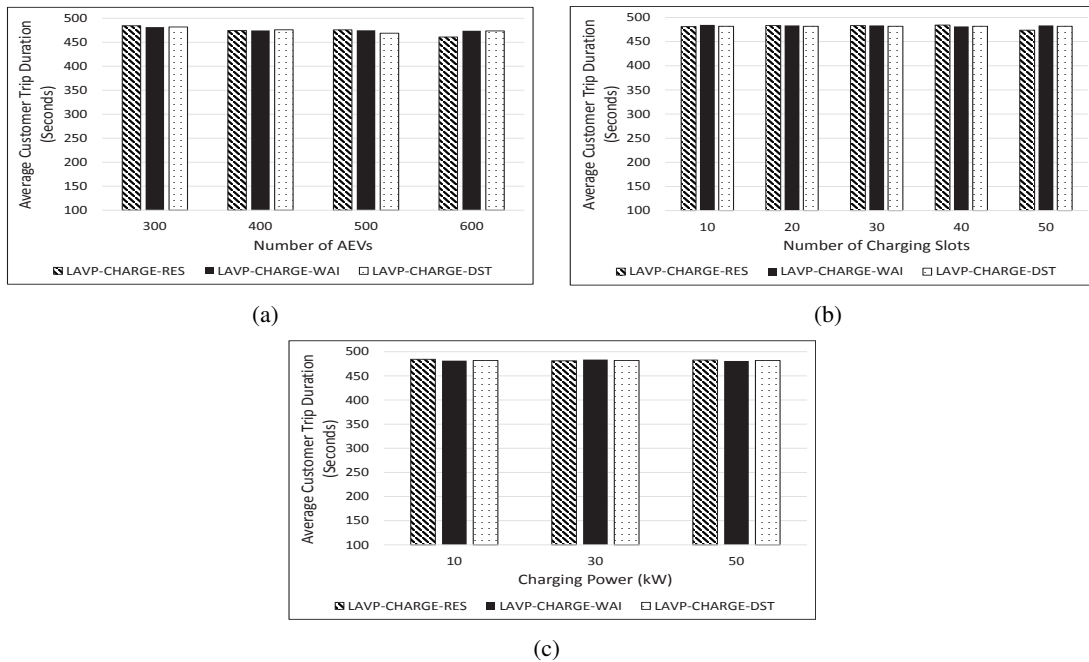 Average Customer Trip Duration
(Seconds)
500
450
400
350
300
250
200
150
100
300 400 500 600
Number of AEVs
LAVP-CHARGE-RES LAVP-CHARGE-WAI LAVP-CHARGE-DST
(a)
Average Customer Trip Duration
(Seconds)
500
450
400
350
300
250
200
150
100
10 20 30 40 50
Number of Charging Slots
LAVP-CHARGE-RES LAVP-CHARGE-WAI LAVP-CHARGE-DST
(b)
Average Customer Trip Duration
(Seconds)
500
450
400
350
300
250
200
150
100
10 30 50
Charging Power (kW)
LAVP-CHARGE-RES LAVP-CHARGE-WAI LAVP-CHARGE-DST
(c)